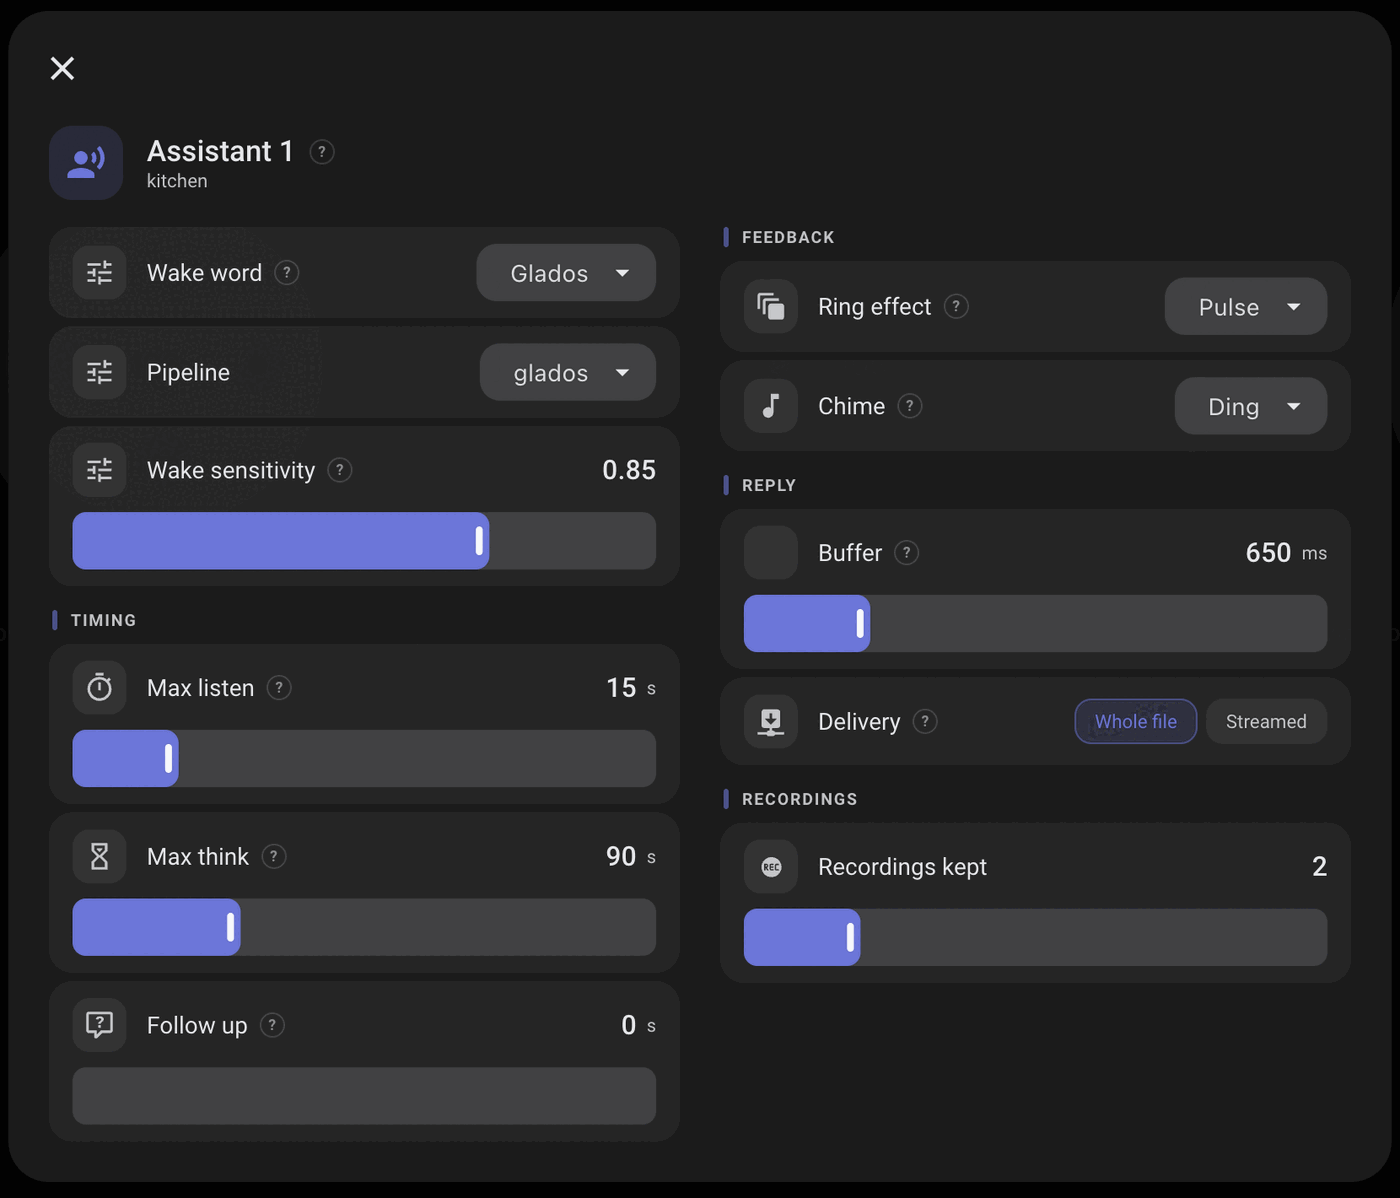 Assistant 1 ?
kitchen
Wake word ? Glados
Pipeline glados
Wake sensitivity ? 0.85
TIMING
Max listen ? 15 s
Max think ? 90 s
Follow up ? 0 s
FEEDBACK
Ring effect ? Pulse
Chime ? Ding
REPLY
Buffer ? 650 ms
Delivery ? Whole file Streamed
RECORDINGS
REC Recordings kept 2